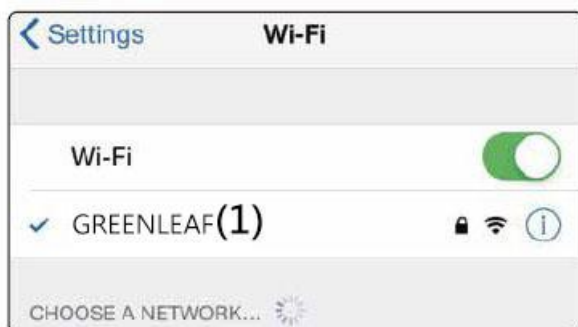 Settings Wi-Fi
Wi-Fi
GREENLEAF(1)
CHOOSE A NETWORK...